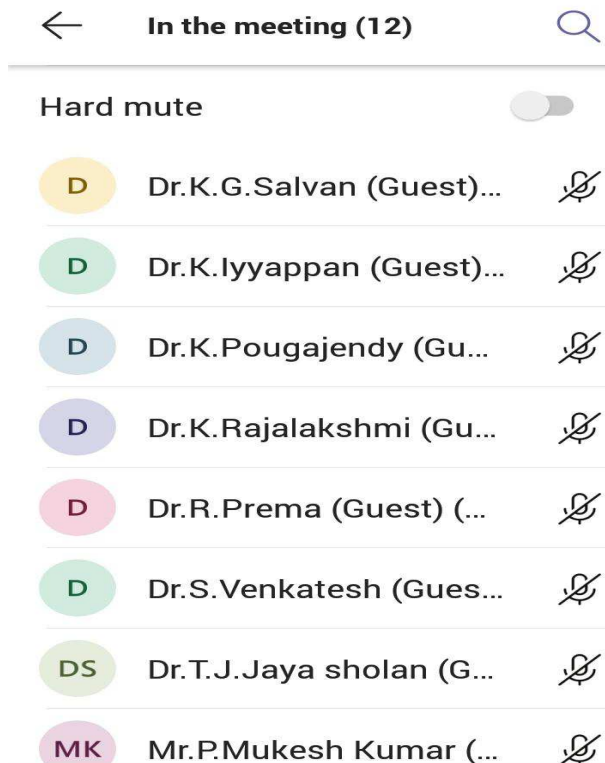 In the meeting (12)
Hard mute
D Dr.K.G.Salvan (Guest)...
D Dr.K.Iyyappan (Guest)...
D Dr.K.Pougajendy (Gu...
D Dr.K.Rajalakshmi (Gu...
D Dr.R.Prema (Guest) (...
D Dr.S.Venkatesh (Gues...
DS Dr.T.J.Jaya sholan (G...
MK Mr.P.Mukesh Kumar (...